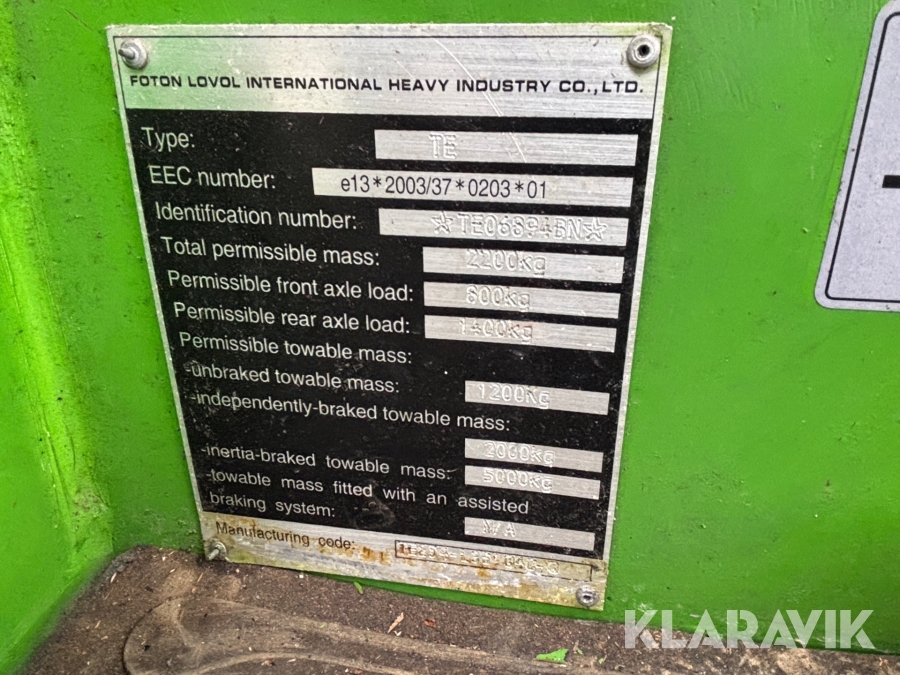 FOTON LOVOL INTERNATIONAL HEAVY INDUSTRY CO.,LTD.
Type: TE
EEC number: e13*2003/37*0203*01
Identification number:
Total permissible mass: 2200kg
Permissible front axle load: 800kg
Permissible rear axle load: 1400kg
Permissible towable mass:
-unbraked towable mass: 1200kg
-independently-braked towable mass:
2060kg
-inertia-braked towable mass: 5000kg
-towable mass fitted with an assisted
braking system: N/A
Manufacturing code:
KLARAVIK